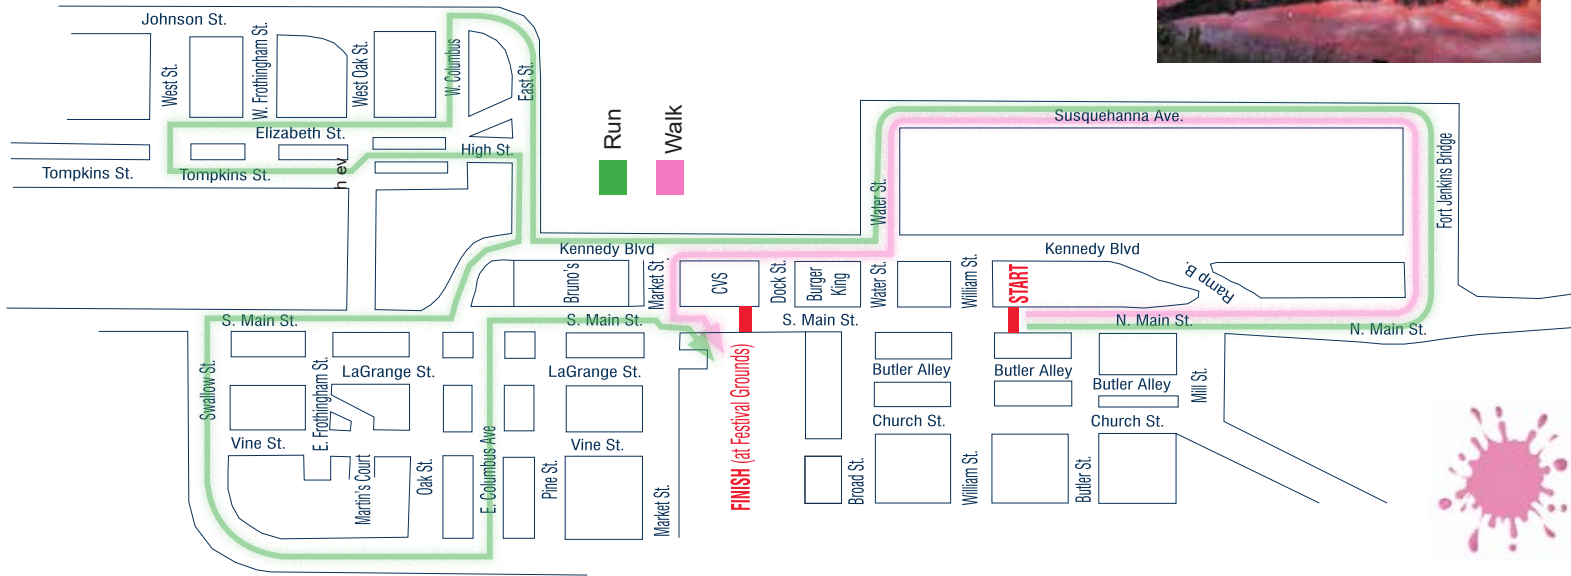 Johnson St.
West St.
W. Frothingham St.
West Oak St.
W. Columbus
East St.
Elizabeth St.
High St.
Tompkins St.
Tompkins St.
h ev
Run
Walk
Susquehanna Ave.
Water St.
Fort Jenkins Bridge
Kennedy Blvd
Kennedy Blvd
Bruno's
Market St.
CVS
Dock St.
Burger
King
Water St.
William St.
START
Ramp B.
S. Main St.
S. Main St.
S. Main St.
N. Main St.
N. Main St.
Swallow St.
E. Frothingham St.
LaGrange St.
LaGrange St.
Butler Alley
Butler Alley
Butler Alley
Mill St.
Church St.
Church St.
Vine St.
Vine St.
Martin's Court
Oak St.
E. Columbus Ave
Pine St.
Market St.
FINISH (at Festival Grounds)
Broad St.
William St.
Butler St.